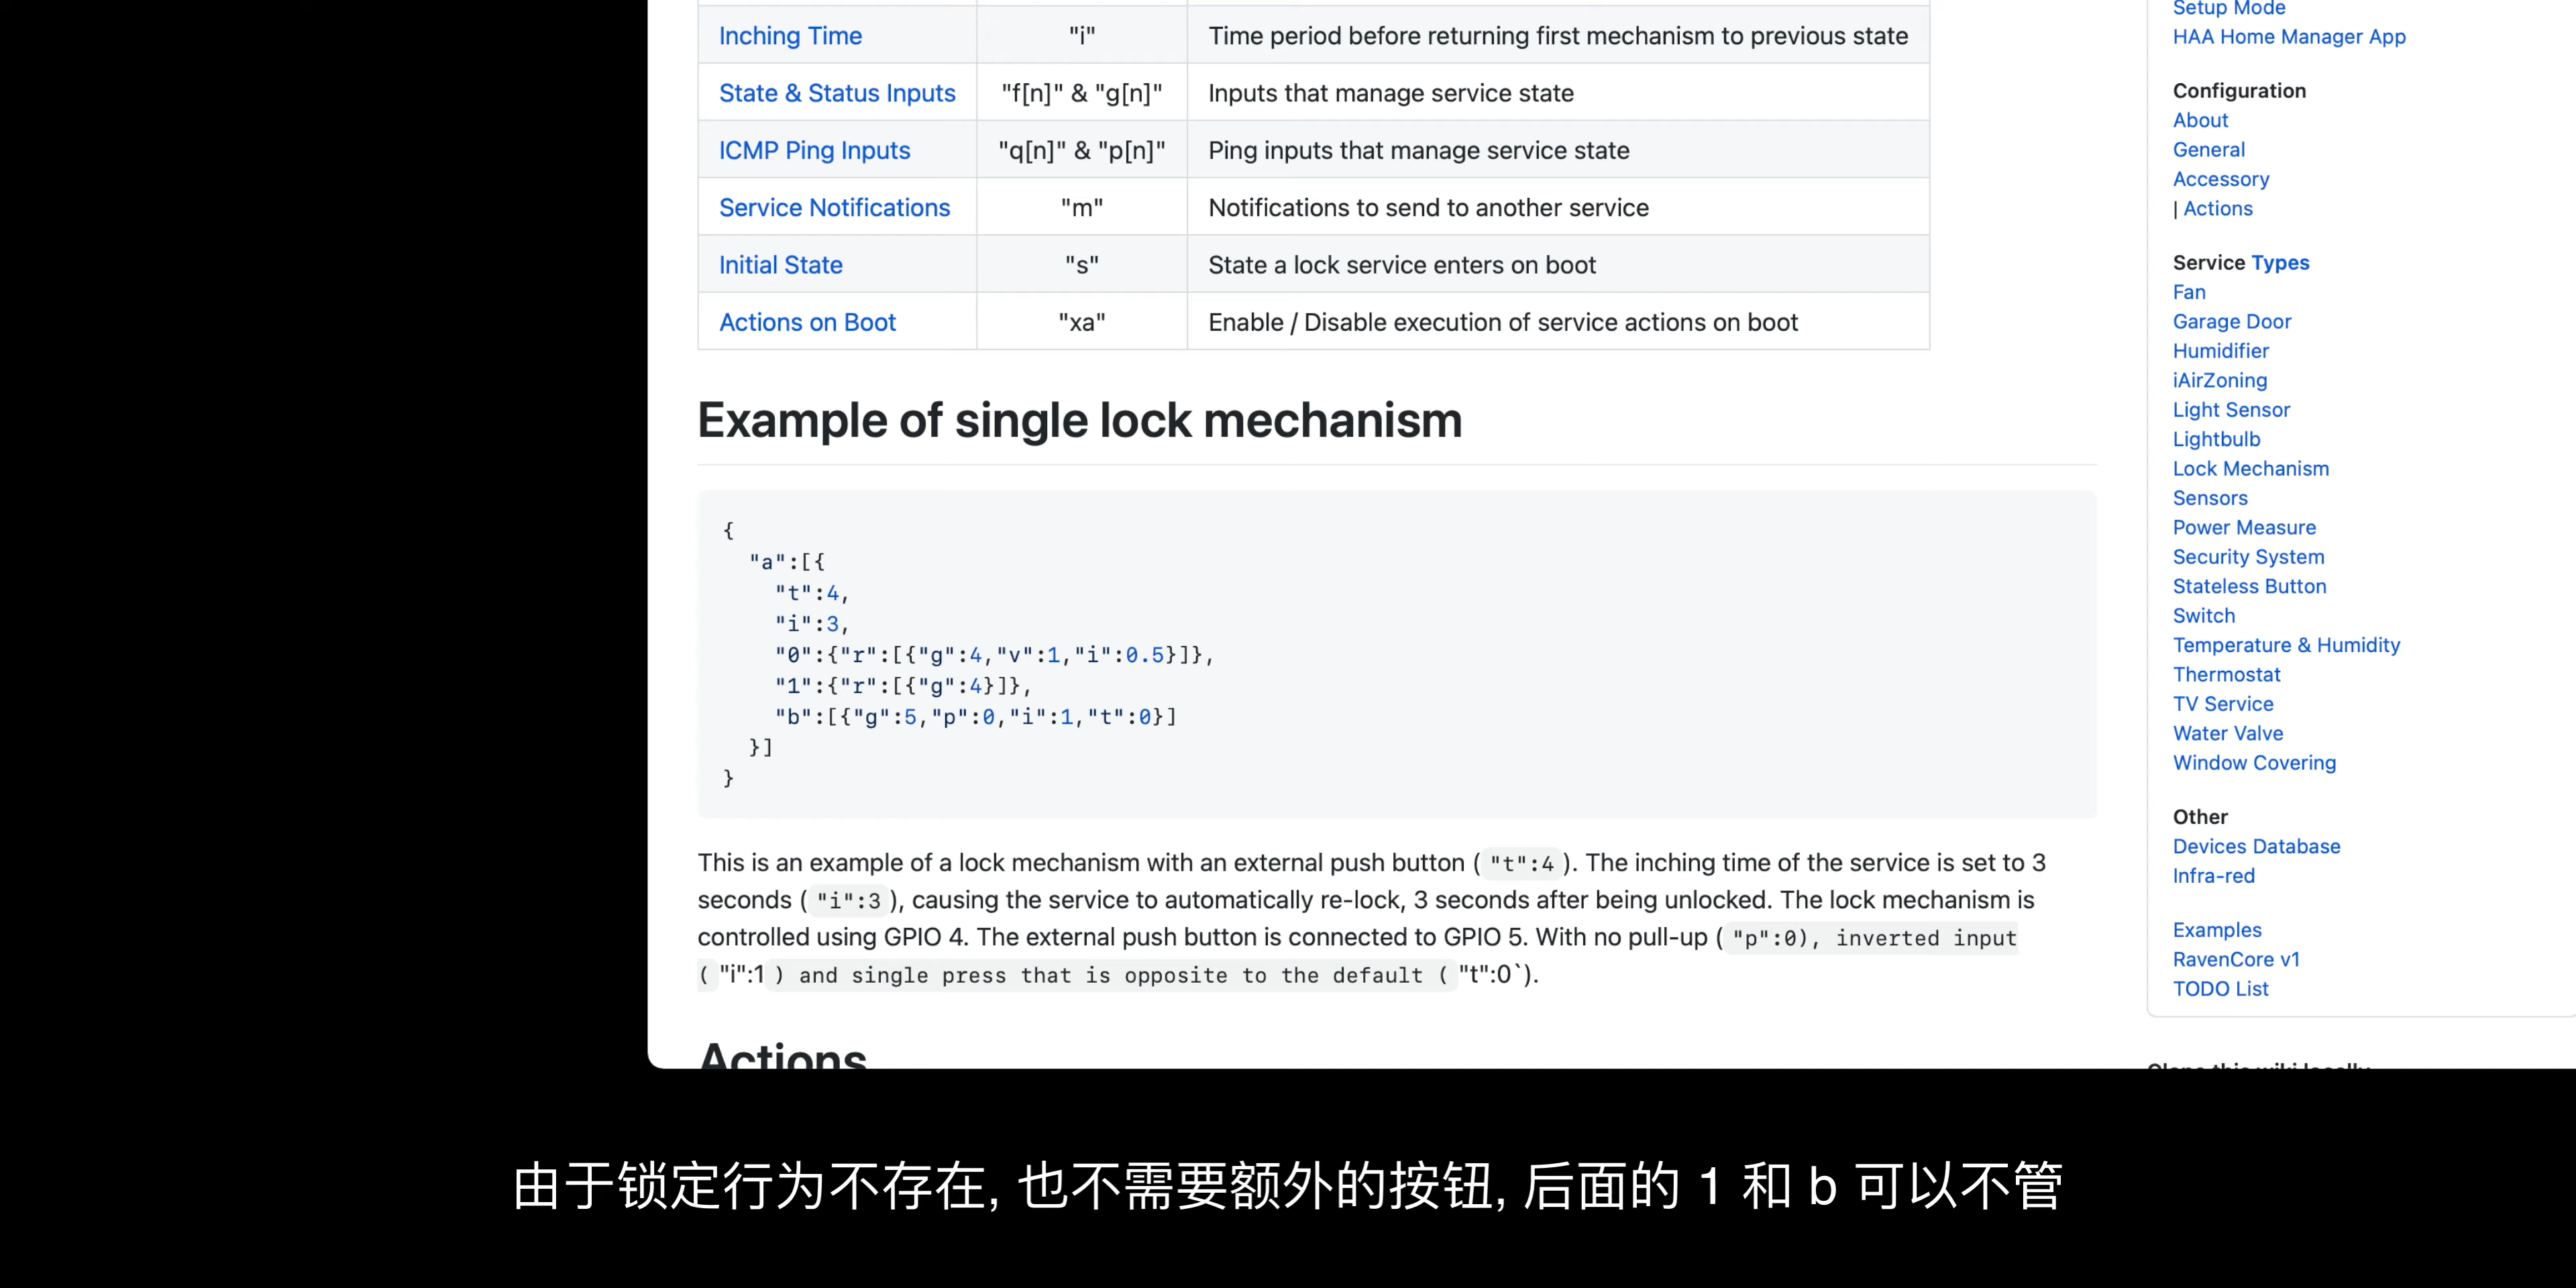 Inching Time "i" Time period before returning first mechanism to previous state
State & Status Inputs "f[n]" & "g[n]" Inputs that manage service state
ICMP Ping Inputs "q[n]" & "p[n]" Ping inputs that manage service state
Service Notifications "m" Notifications to send to another service
Initial State "s" State a lock service enters on boot
Actions on Boot "xa" Enable / Disable execution of service actions on boot
Example of single lock mechanism
{
"a":[{
"t":4,
"i":3,
"0":{"r":[{"g":4,"v":1,"i":0.5}]},
"1":{"r":[{"g":4}]},
"b":[{"g":5,"p":0,"i":1,"t":0}]
}]
}
This is an example of a lock mechanism with an external push button ( "t":4 ). The inching time of the service is set to 3
seconds ( "i":3 ), causing the service to automatically re-lock, 3 seconds after being unlocked. The lock mechanism is
controlled using GPIO 4. The external push button is connected to GPIO 5. With no pull-up ( "p":0), inverted input
( "i":1 ) and single press that is opposite to the default ( "t":0`).
Actions
Setup Mode
HAA Home Manager App
Configuration
About
General
Accessory
| Actions
Service Types
Fan
Garage Door
Humidifier
iAirZoning
Light Sensor
Lightbulb
Lock Mechanism
Sensors
Power Measure
Security System
Stateless Button
Switch
Temperature & Humidity
Thermostat
TV Service
Water Valve
Window Covering
Other
Devices Database
Infra-red
Examples
RavenCore v1
TODO List
Clone this wiki locally
由于锁定行为不存在, 也不需要额外的按钮, 后面的 1 和 b 可以不管